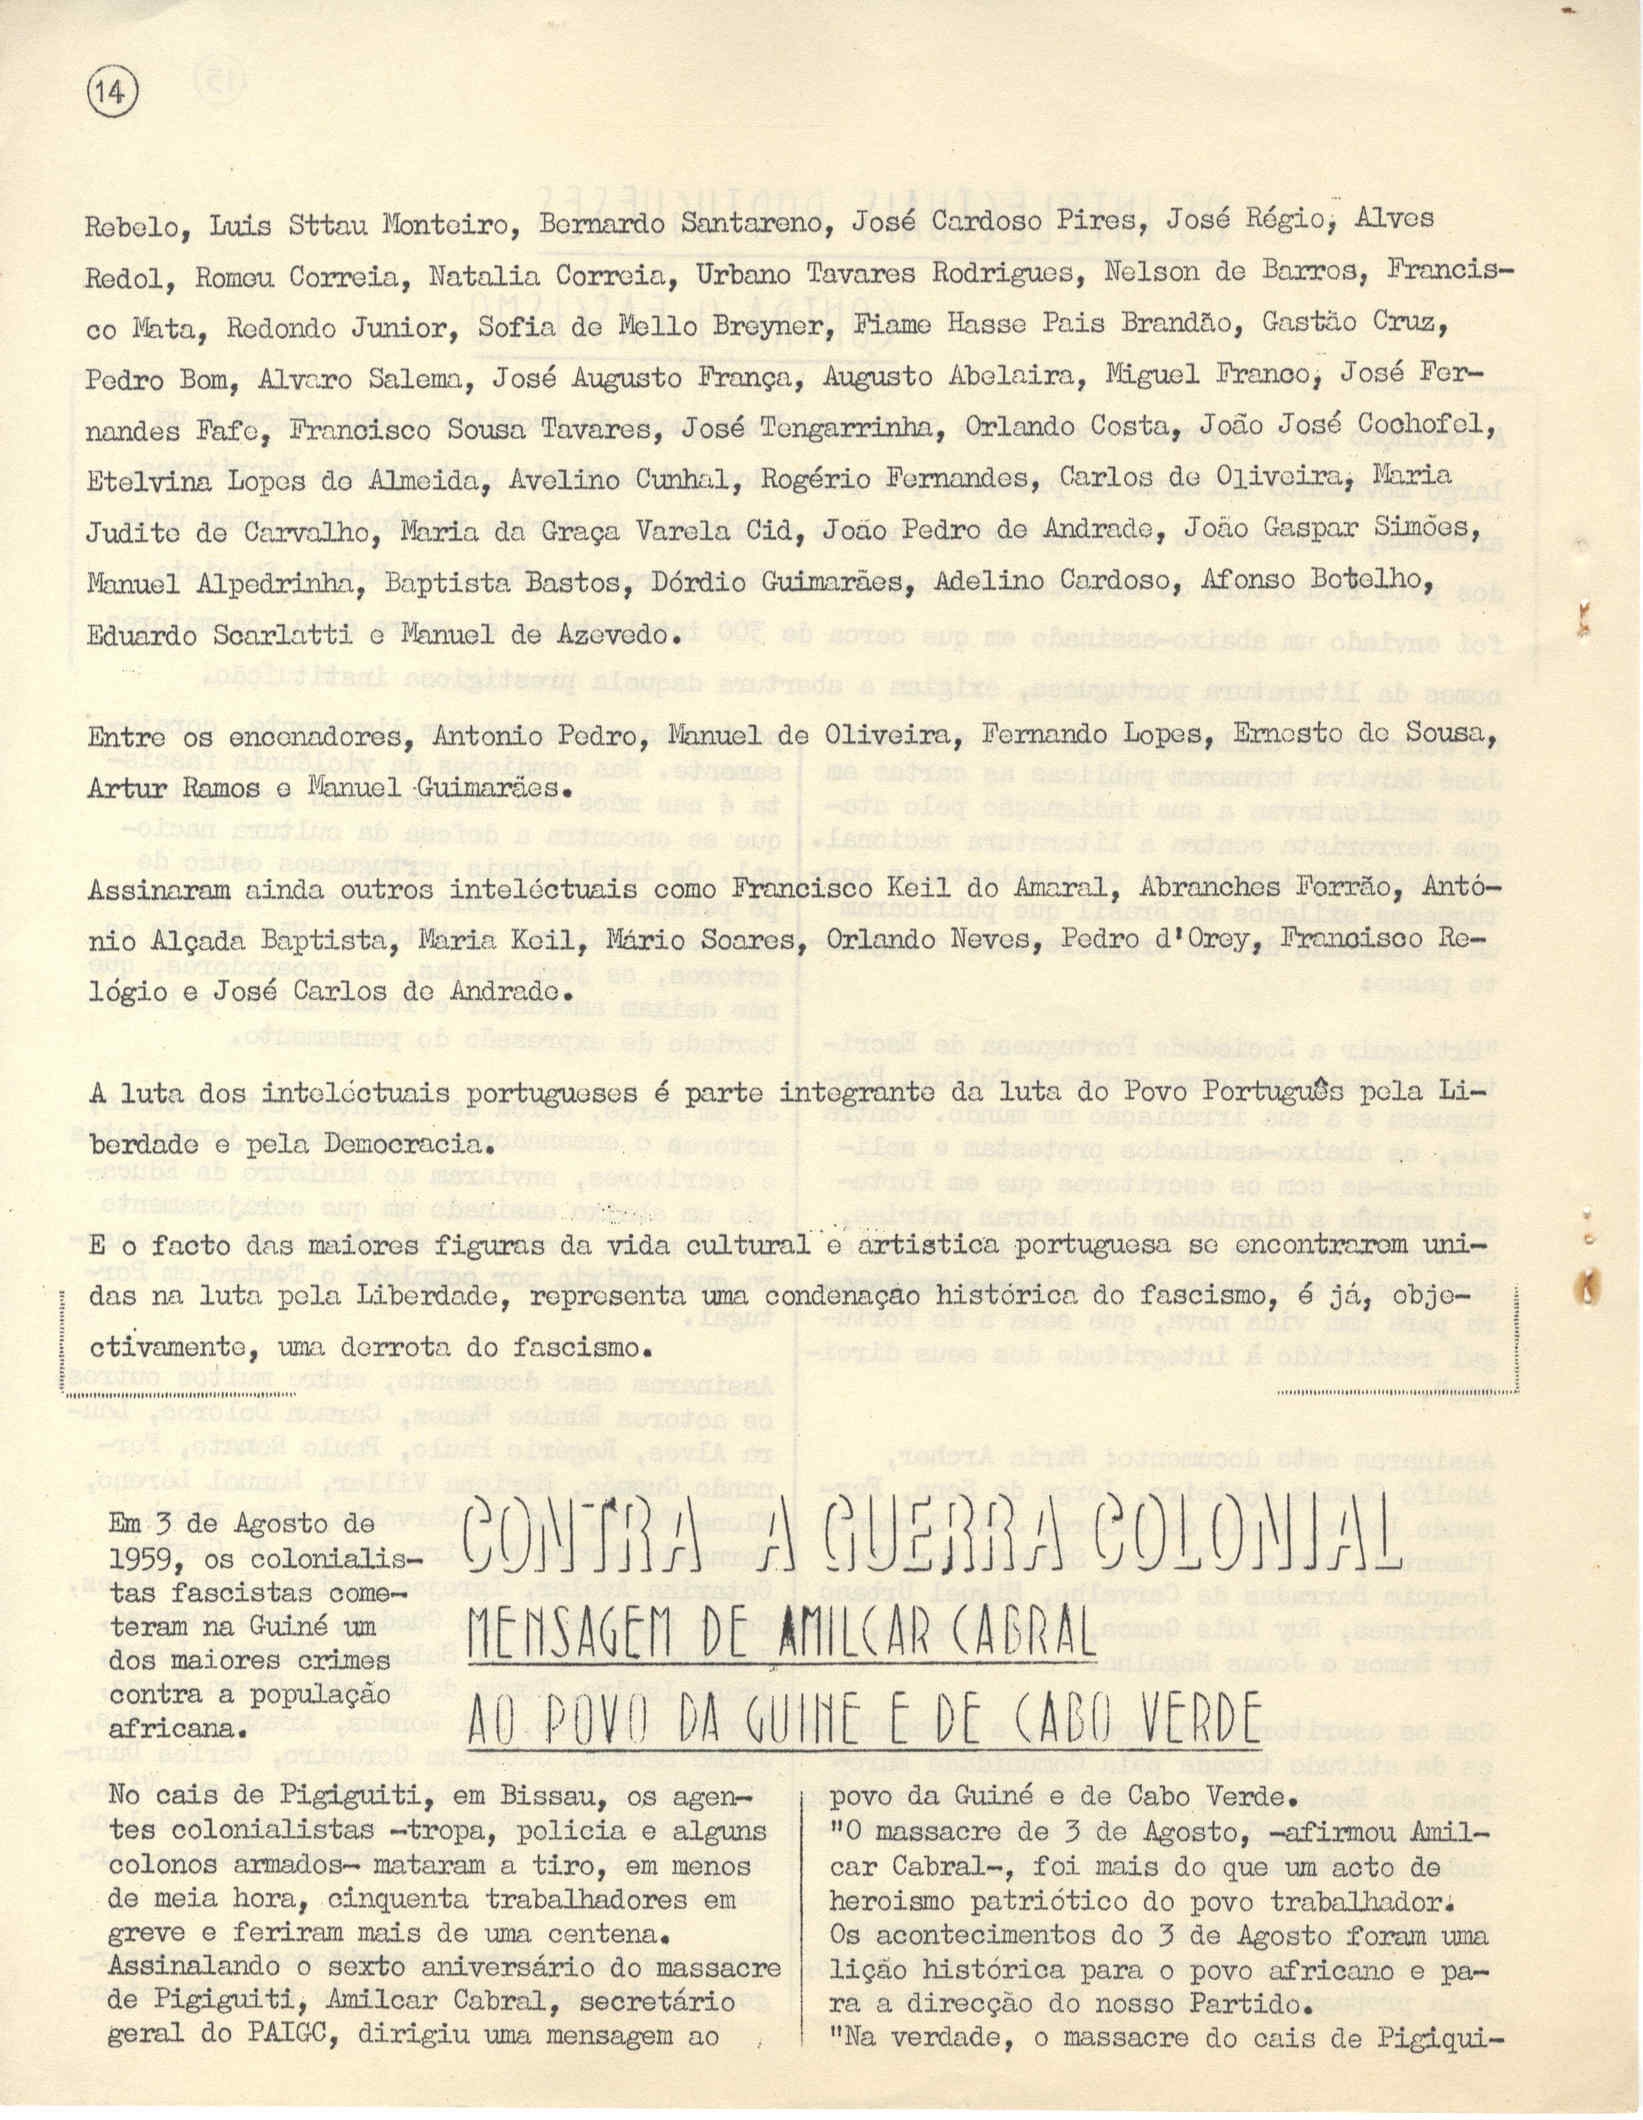 14
Rebelo, Luis Sttau Monteiro, Bernardo Santareno, José Cardoso Pires, José Régio, Alves
Redol, Romeu Correia, Natalia Correia, Urbano Tavares Rodrigues, Nelson de Barros, Francis-
co Mata, Redondo Junior, Sofia de Mello Breyner, Fiame Hasse Pais Brandão, Gastão Cruz,
Pedro Bom, Alvaro Salema, José Augusto França, Augusto Abelaira, Miguel Franco, José Fer-
nandes Fafe, Francisco Sousa Tavares, José Tengarrinha, Orlando Costa, João José Cochofel,
Etelvina Lopes de Almeida, Avelino Cunhal, Rogério Fernandes, Carlos de Oliveira, Maria
Judite de Carvalho, Maria da Graça Varela Cid, João Pedro de Andrade, João Gaspar Simões,
Manuel Alpedrinha, Baptista Bastos, Dórdio Guimarães, Adelino Cardoso, Afonso Botelho,
Eduardo Scarlatti e Manuel de Azevedo.
Entre os encenadores, Antonio Pedro, Manuel de Oliveira, Fernando Lopes, Ernesto de Sousa,
Artur Ramos e Manuel Guimarães.
Assinaram ainda outros inteléctuais como Francisco Keil do Amaral, Abranches Ferrão, Antó-
nio Alçada Baptista, Maria Keil, Mário Soares, Orlando Neves, Pedro d'Orey, Francisco Re-
lógio e José Carlos de Andrade.
A luta dos inteléctuais portugueses é parte integrante da luta do Povo Português pela Li-
berdade e pela Democracia.
E o facto das maiores figuras da vida cultural e artistica portuguesa se encontrarem uni-
das na luta pela Liberdade, representa uma condenação histórica do fascismo, é já, obje-
ctivamente, uma derrota do fascismo.
Em 3 de Agosto de
1959, os colonialis-
tas fascistas come-
teram na Guiné um
dos maiores crimes
contra a população
africana.
CONTRA A GUERRA COLONIAL
MENSAGEM DE AMILCAR CABRAL
AO POVO DA GUINE E DE CABO VERDE
No cais de Pigiguiti, em Bissau, os agen-
tes colonialistas -tropa, policia e alguns
colonos armados- mataram a tiro, em menos
de meia hora, cinquenta trabalhadores em
greve e feriram mais de uma centena.
Assinalando o sexto aniversário do massacre
de Pigiguiti, Amilcar Cabral, secretário
geral do PAIGC, dirigiu uma mensagem ao
povo da Guiné e de Cabo Verde.
"O massacre de 3 de Agosto, -afirmou Amil-
car Cabral-, foi mais do que um acto de
heroismo patriótico do povo trabalhador.
Os acontecimentos do 3 de Agosto foram uma
lição histórica para o povo africano e pa-
ra a direcção do nosso Partido.
"Na verdade, o massacre do cais de Pigiqui-